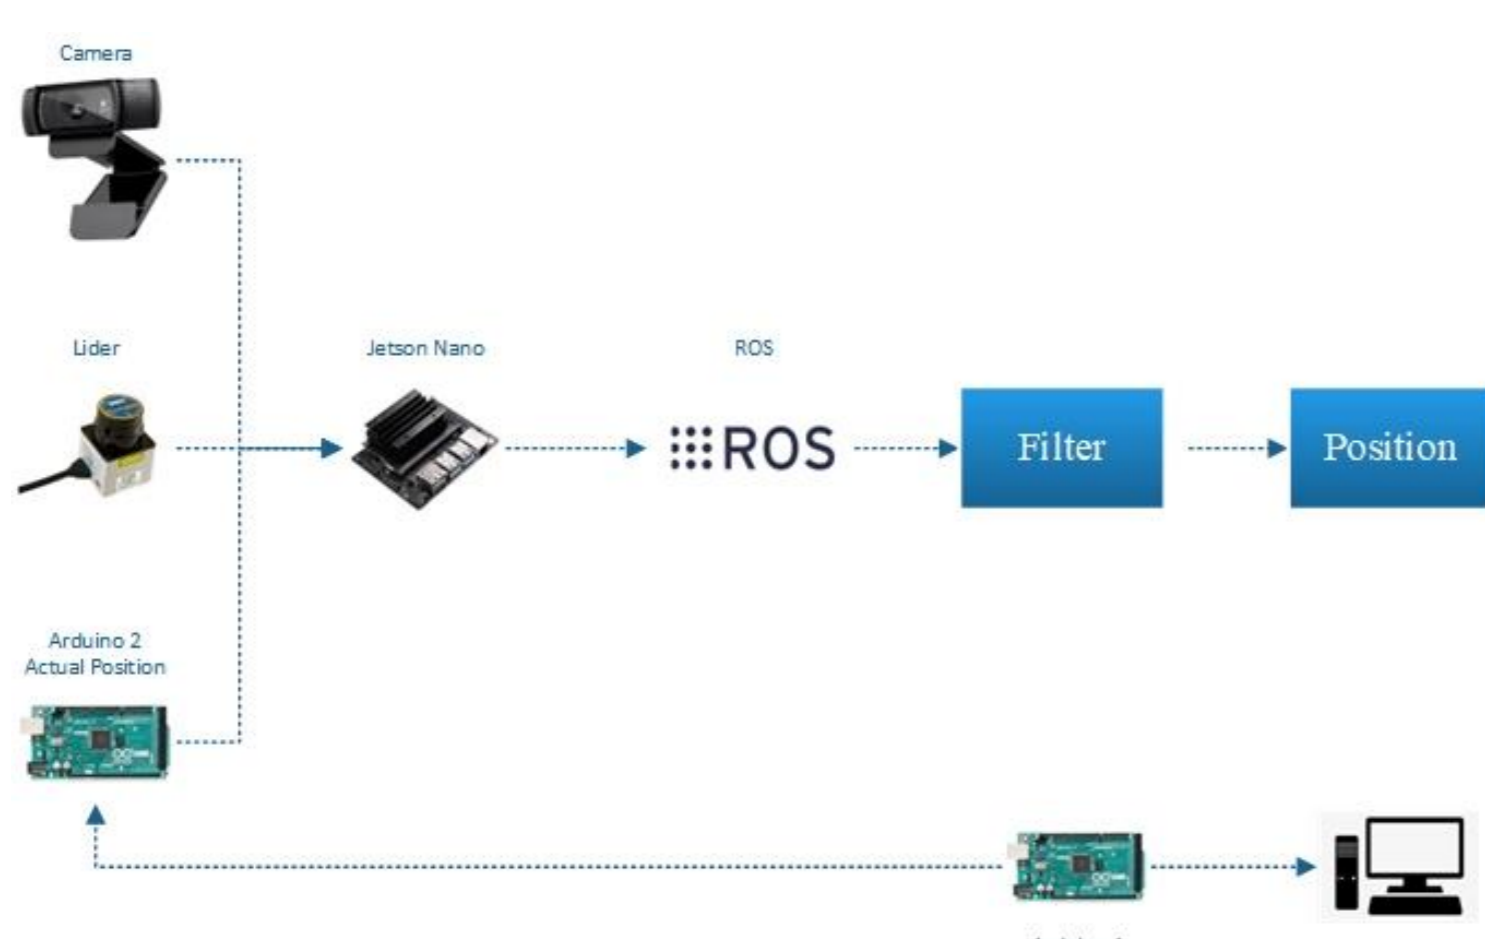 Camera
Lider
Jetson Nano
ROS
ROS
Filter
Position
Arduino 2
Actual Position